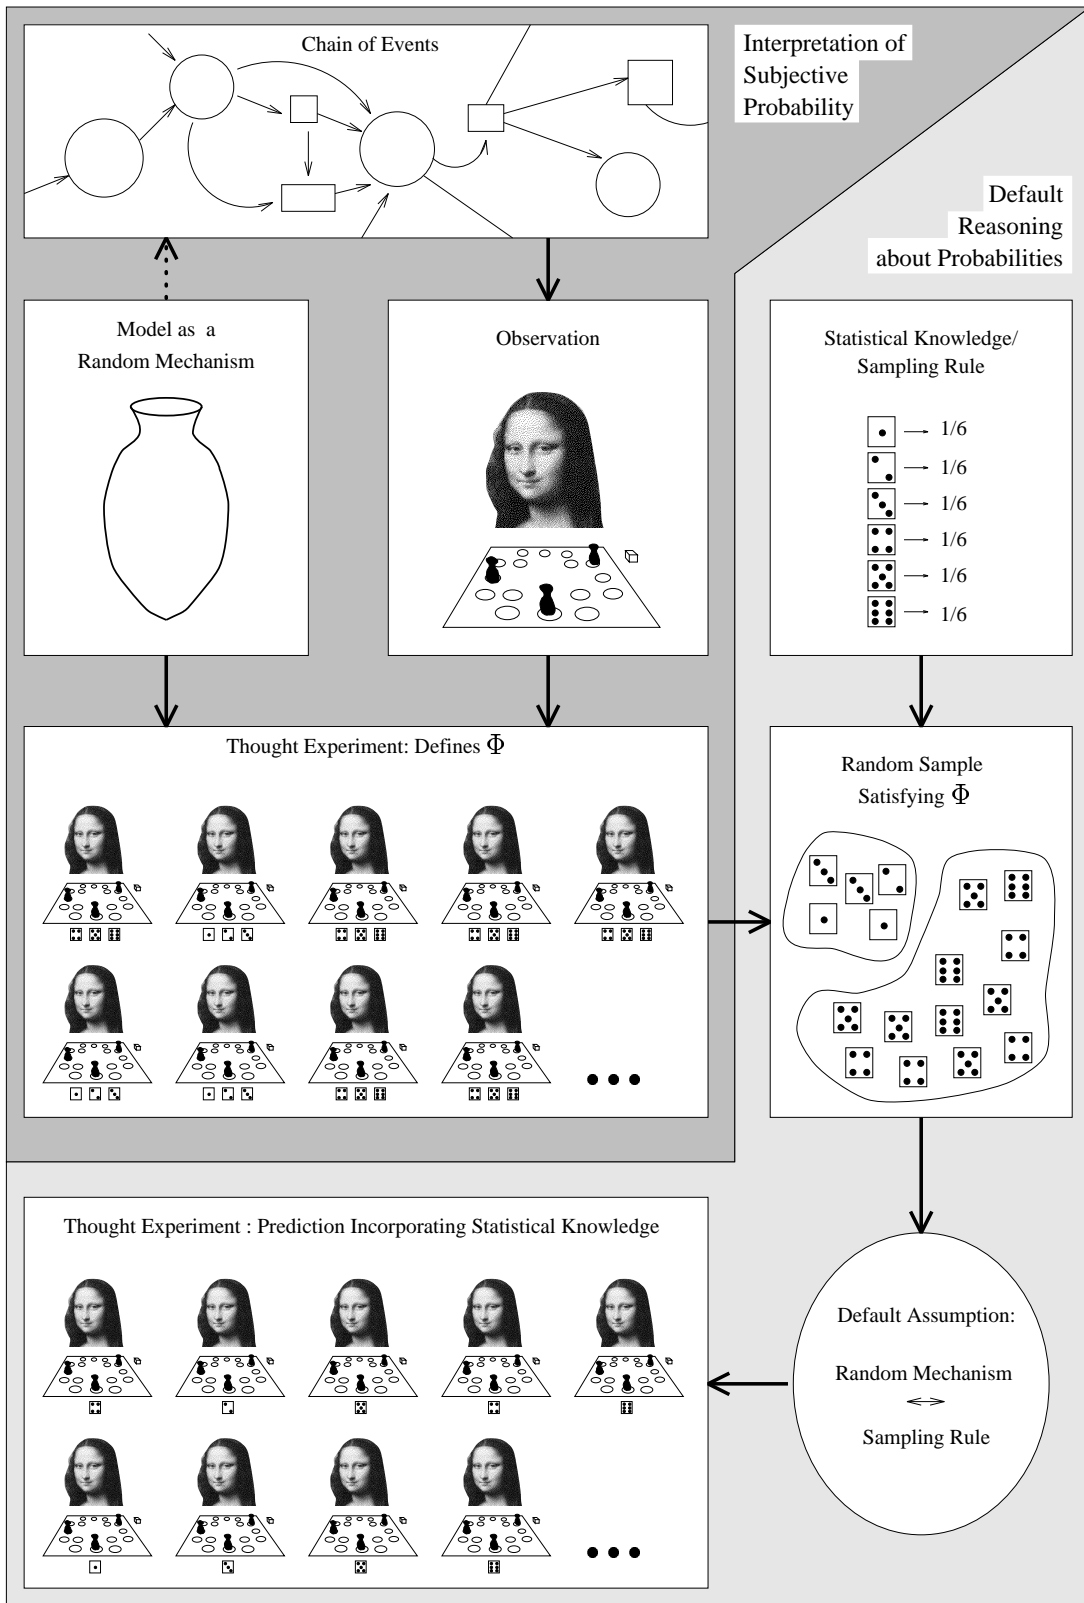 Chain of Events
Interpretation of
Subjective
Probability
Default
Reasoning
about Probabilities
Model as a
Random Mechanism
Observation
Statistical Knowledge/
Sampling Rule
1/6
1/6
1/6
1/6
1/6
1/6
Thought Experiment: Defines Φ
Random Sample
Satisfying Φ
Thought Experiment : Prediction Incorporating Statistical Knowledge
Default Assumption:
Random Mechanism
Sampling Rule